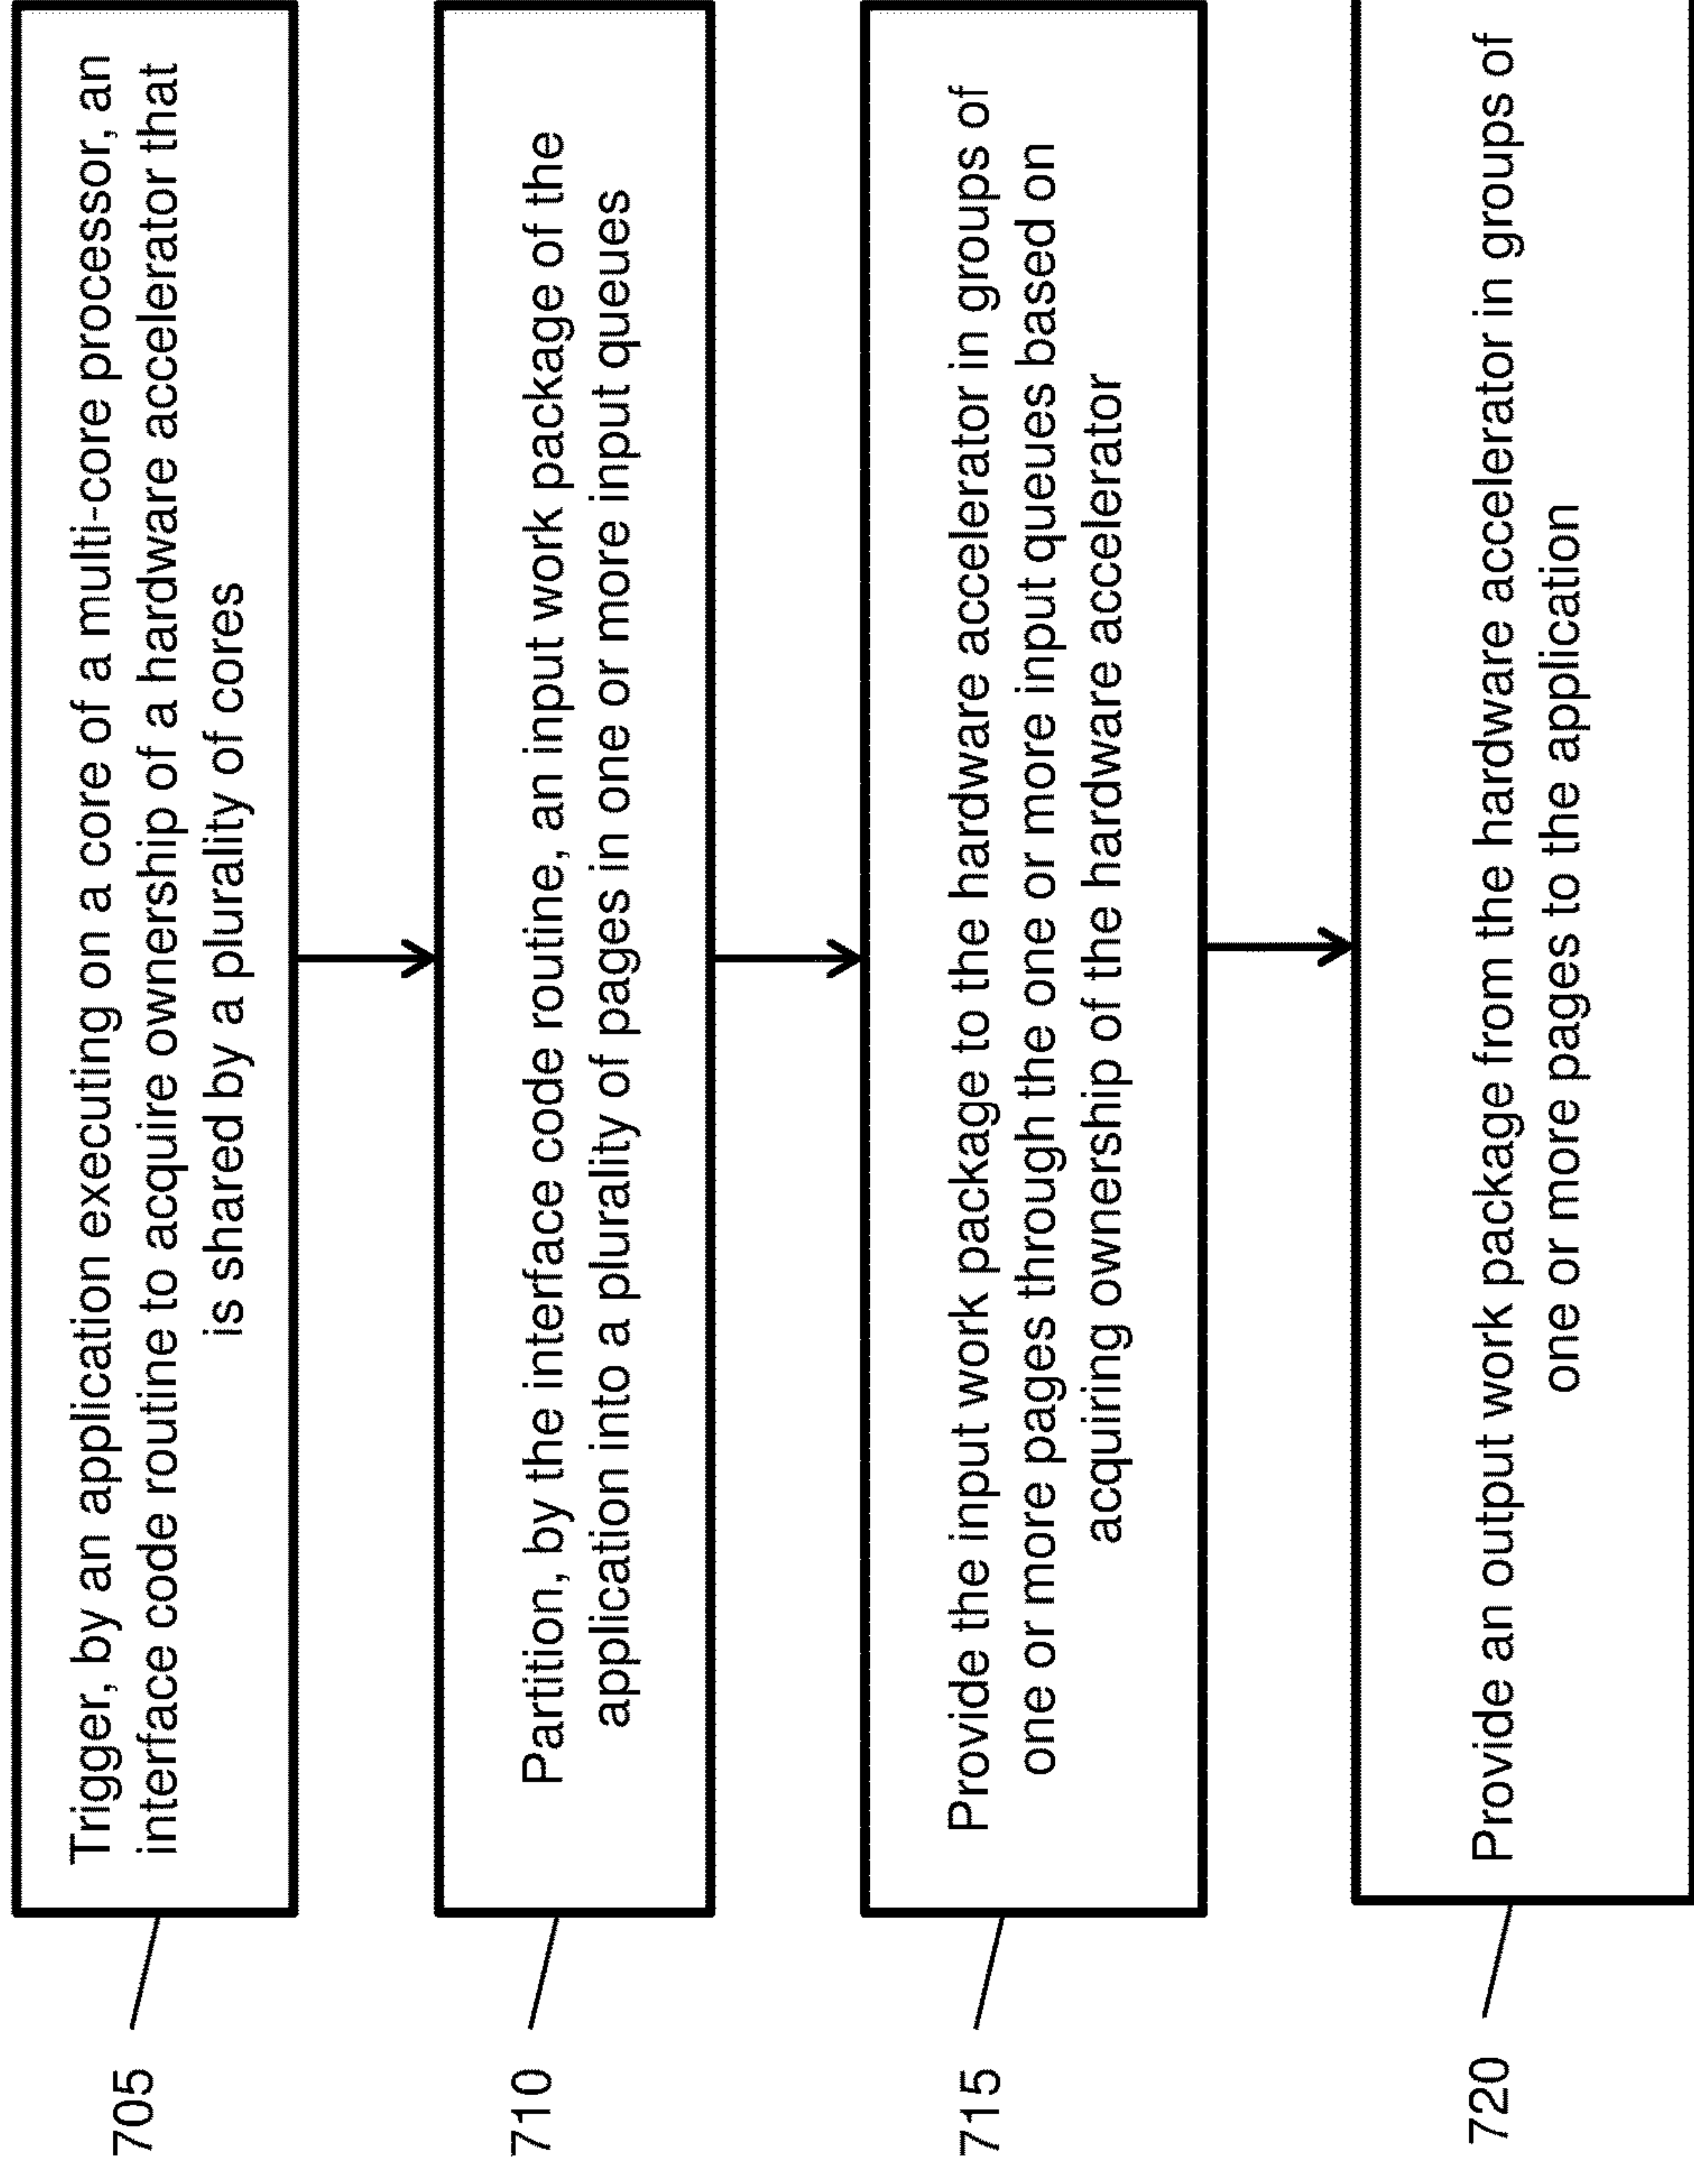 705
Trigger, by an application executing on a core of a multi-core processor, an
interface code routine to acquire ownership of a hardware accelerator that
is shared by a plurality of cores
710
Partition, by the interface code routine, an input work package of the
application into a plurality of pages in one or more input queues
715
Provide the input work package to the hardware accelerator in groups of
one or more pages through the one or more input queues based on
acquiring ownership of the hardware accelerator
720
Provide an output work package from the hardware accelerator in groups of
one or more pages to the application